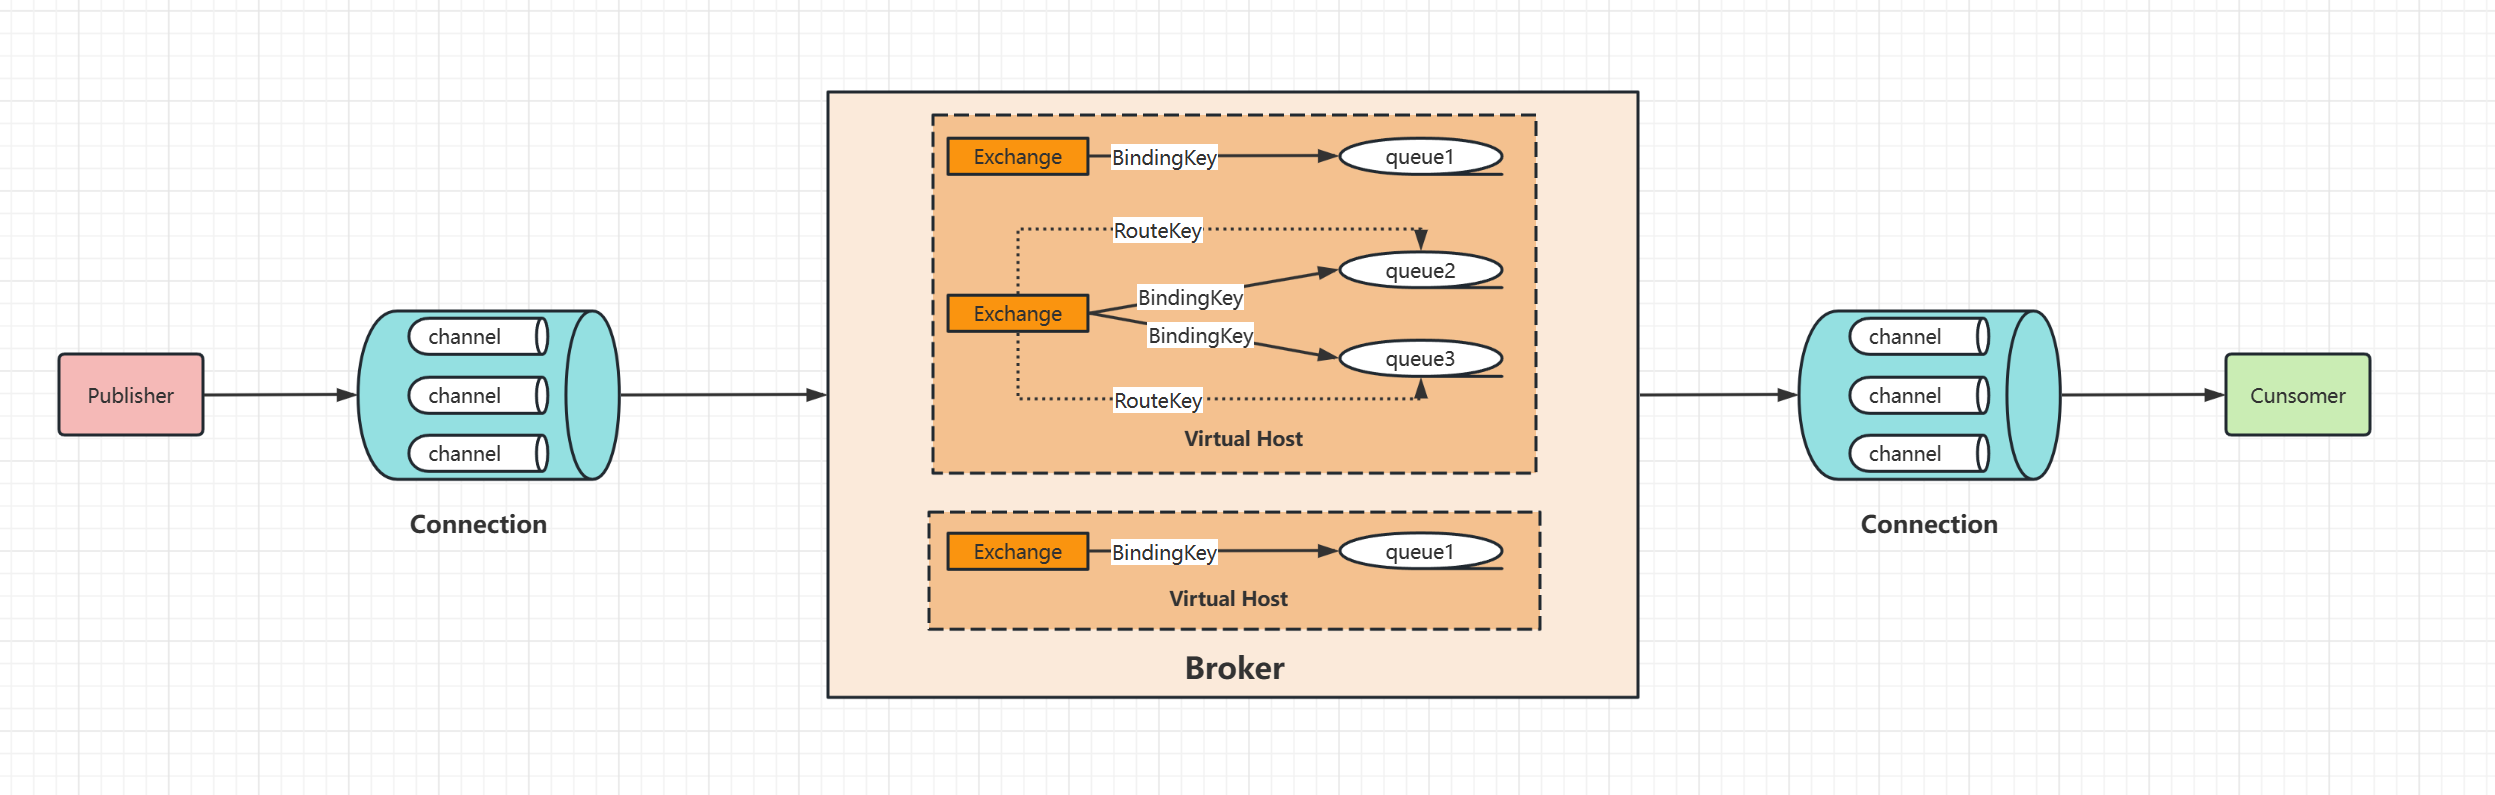 Publisher
channel
channel
channel
Connection
Exchange
BindingKey
queue1
RouteKey
queue2
BindingKey
Exchange
BindingKey
queue3
RouteKey
Virtual Host
Exchange
BindingKey
queue1
Virtual Host
Broker
channel
channel
channel
Connection
Cunsomer